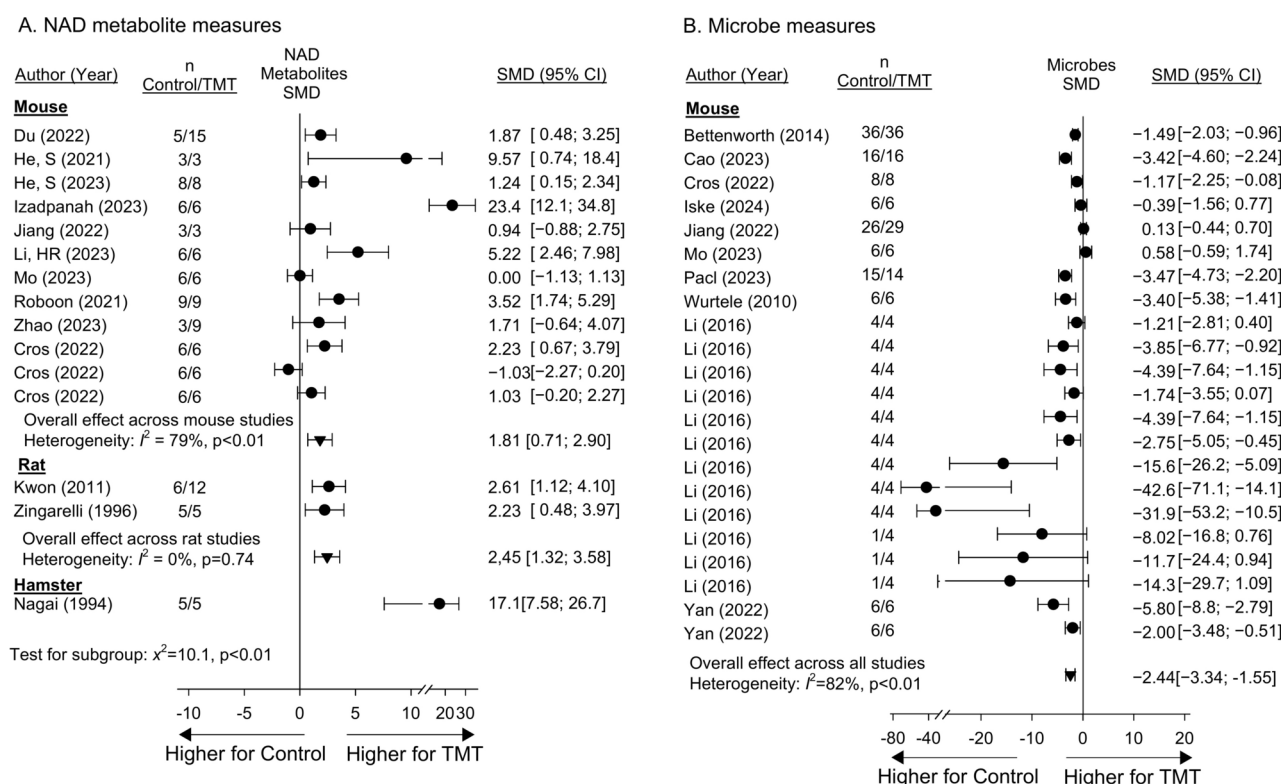 A. NAD metabolite measures
Author (Year) n Control/TMT NAD Metabolites SMD SMD (95% CI)
Mouse
Du (2022) 5/15 1.87 [ 0.48; 3.25]
He, S (2021) 3/3 9.57 [ 0.74; 18.4]
He, S (2023) 8/8 1.24 [ 0.15; 2.34]
Izadpanah (2023) 6/6 23.4 [12.1; 34.8]
Jiang (2022) 3/3 0.94 [−0.88; 2.75]
Li, HR (2023) 6/6 5.22 [ 2.46; 7.98]
Mo (2023) 6/6 0.00 [−1.13; 1.13]
Roboon (2021) 9/9 3.52 [1.74; 5.29]
Zhao (2023) 3/9 1.71 [−0.64; 4.07]
Cros (2022) 6/6 2.23 [0.67; 3.79]
Cros (2022) 6/6 −1.03[−2.27; 0.20]
Cros (2022) 6/6 1.03 [−0.20; 2.27]
Overall effect across mouse studies
Heterogeneity: I² = 79%, p<0.01 1.81 [0.71; 2.90]
Rat
Kwon (2011) 6/12 2.61 [1.12; 4.10]
Zingarelli (1996) 5/5 2.23 [ 0.48; 3.97]
Overall effect across rat studies
Heterogeneity: I² = 0%, p=0.74 2,45 [1.32; 3.58]
Hamster
Nagai (1994) 5/5 17.1[7.58; 26.7]
Test for subgroup: x²=10.1, p<0.01
-10 -5 0 5 10 20 30
Higher for Control Higher for TMT
B. Microbe measures
Author (Year) n Control/TMT Microbes SMD SMD (95% CI)
Mouse
Bettenworth (2014) 36/36 −1.49[−2.03; −0.96]
Cao (2023) 16/16 −3.42[−4.60; −2.24]
Cros (2022) 8/8 −1.17[−2.25; −0.08]
Iske (2024) 6/6 −0.39[−1.56; 0.77]
Jiang (2022) 26/29 0.13 [−0.44; 0.70]
Mo (2023) 6/6 0.58 [−0.59; 1.74]
Pacl (2023) 15/14 −3.47[−4.73; −2.20]
Wurtele (2010) 6/6 −3.40[−5.38; −1.41]
Li (2016) 4/4 −1.21[−2.81; 0.40]
Li (2016) 4/4 −3.85[−6.77; −0.92]
Li (2016) 4/4 −4.39[−7.64; −1.15]
Li (2016) 4/4 −1.74[−3.55; 0.07]
Li (2016) 4/4 −4.39[−7.64; −1.15]
Li (2016) 4/4 −2.75[−5.05; −0.45]
Li (2016) 4/4 −15.6[−26.2; −5.09]
Li (2016) 4/4 −42.6[−71.1; −14.1]
Li (2016) 4/4 −31.9[−53.2; −10.5]
Li (2016) 1/4 −8.02[−16.8; 0.76]
Li (2016) 1/4 −11.7[−24.4; 0.94]
Li (2016) 1/4 −14.3[−29.7; 1.09]
Yan (2022) 6/6 −5.80[−8.8; −2.79]
Yan (2022) 6/6 −2.00[−3.48; −0.51]
Overall effect across all studies
Heterogeneity: I²=82%, p<0.01 −2.44[−3.34; -1.55]
-80 -40 -20 -10 0 10 20
Higher for Control Higher for TMT